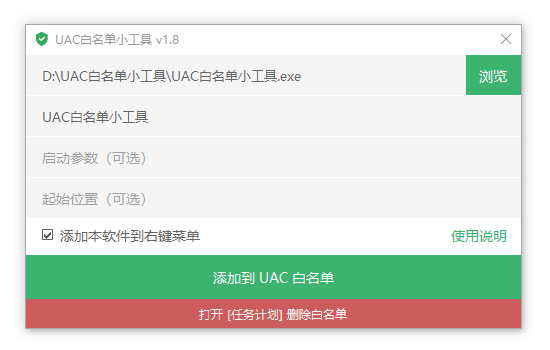 UAC白名单小工具 v1.8
D:\UAC白名单小工具\UAC白名单小工具.exe
浏览
UAC白名单小工具
启动参数（可选）
起始位置（可选）
添加本软件到右键菜单
使用说明
添加到 UAC 白名单
打开 [任务计划] 删除白名单